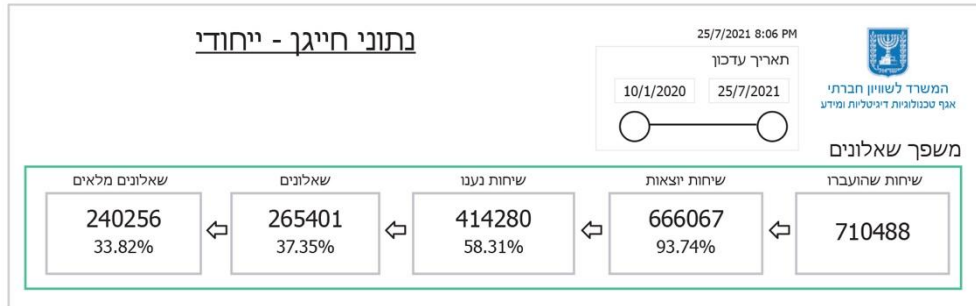 נתוני חייגן - ייחודי
25/7/2021 8:06 PM
תאריך עדכון
10/1/2020
25/7/2021
המשרד לשוויון חברתי
אגף טכנולוגיות דיגיטליות ומידע
משפך שאלונים
שיחות שהועברו
710488
שיחות יוצאות
666067
93.74%
שיחות נענו
414280
58.31%
שאלונים
265401
37.35%
שאלונים מלאים
240256
33.82%